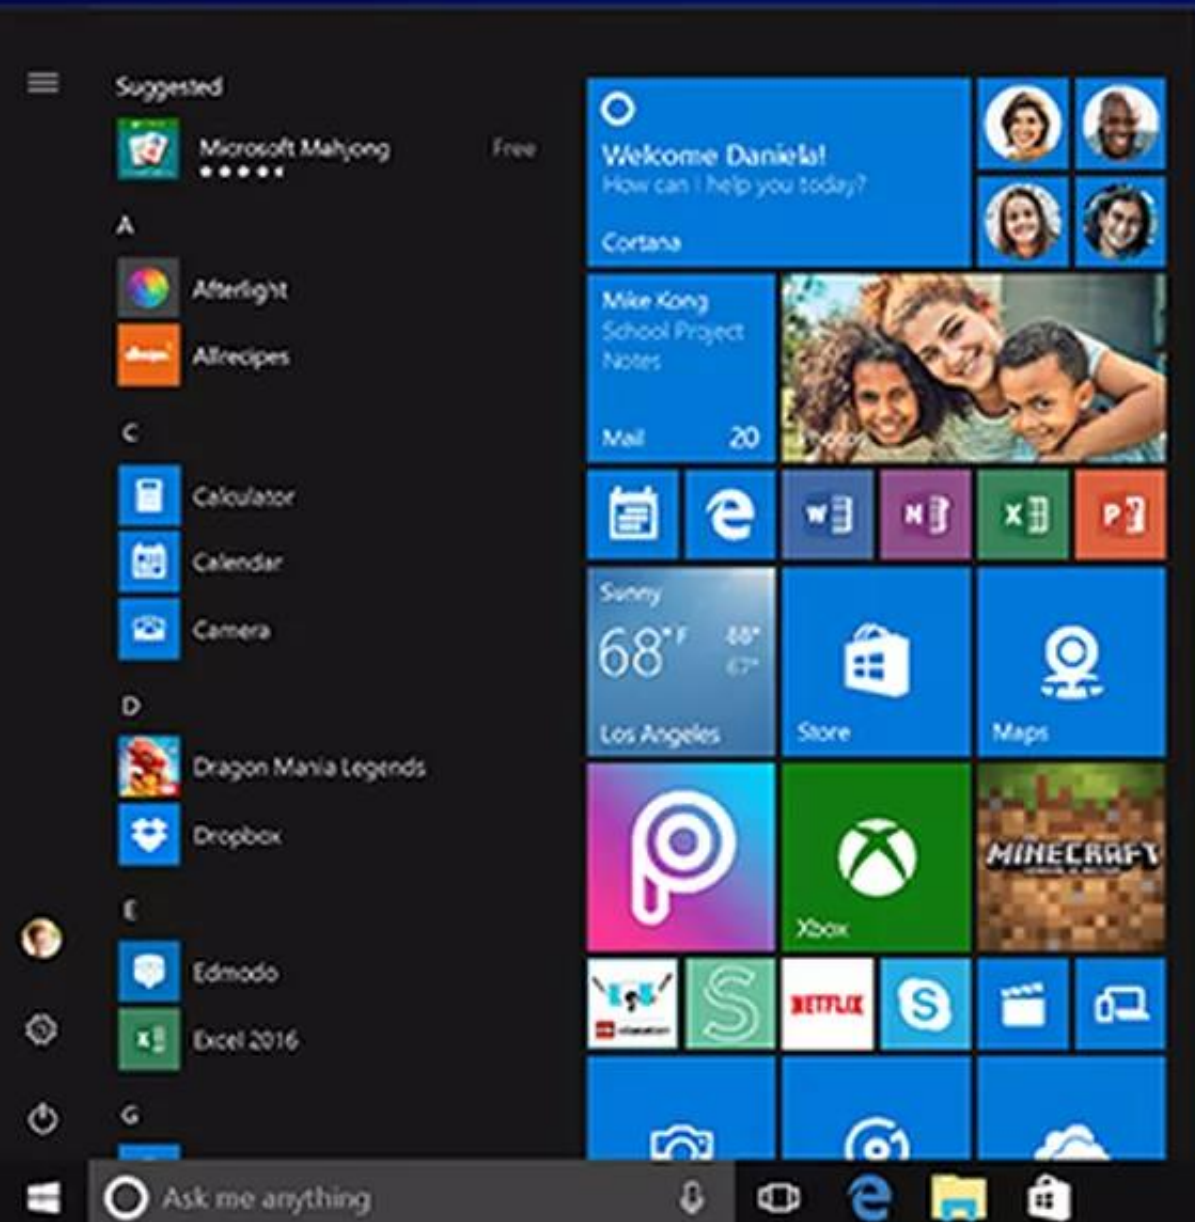 Suggested
Microsoft Mahjong
Free
A
Afterlight
Allrecipes
C
Calculator
Calendar
Camera
D
Dragon Mania Legends
Dropbox
E
Edmodo
Excel 2016
G
Welcome Daniela!
How can I help you today?
Cortana
Mike Kong
School Project
Notes
Mail 20
Photos
W N X P
Sunny
68°F
67°
Los Angeles
Store
Maps
Xbox
MINECRAFT
S
NETFLIX
S
Ask me anything